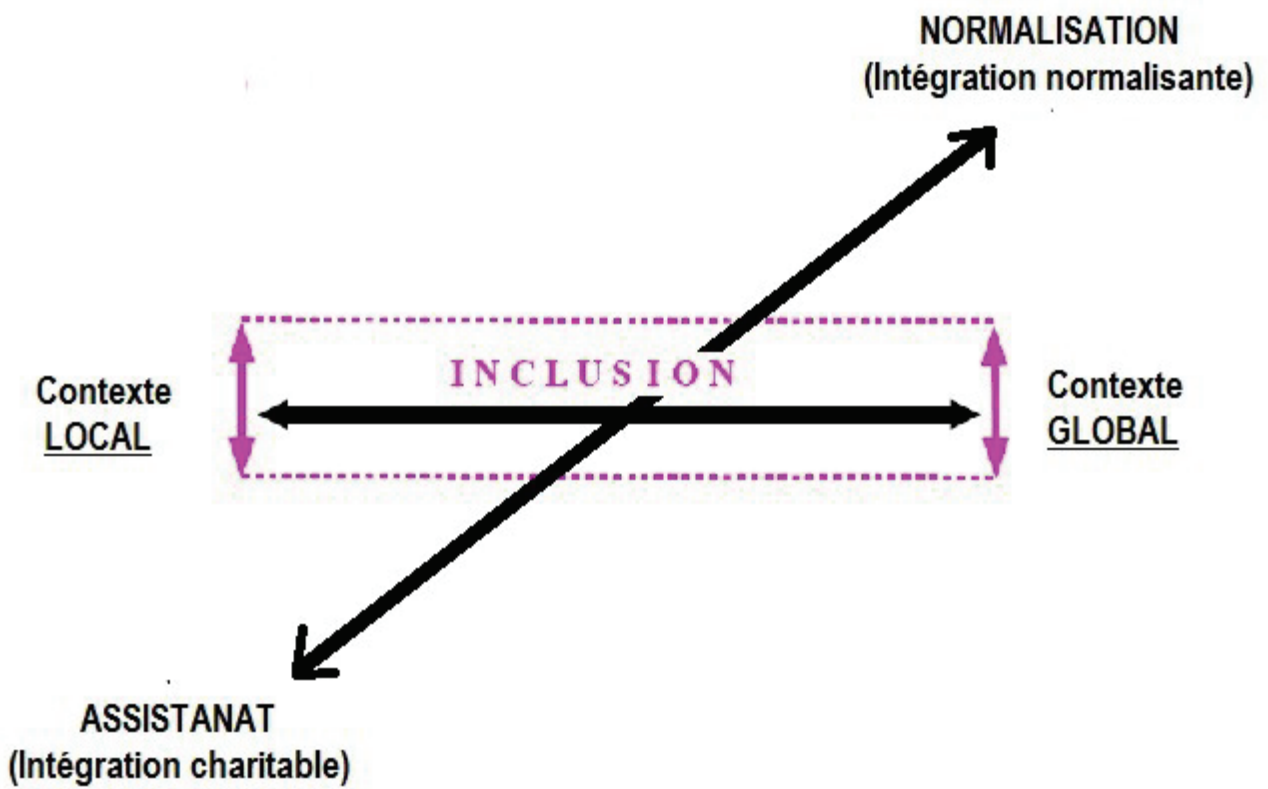 NORMALISATION
(Intégration normalisante)
INCLUSION
Contexte
LOCAL
Contexte
GLOBAL
ASSISTANAT
(Intégration charitable)